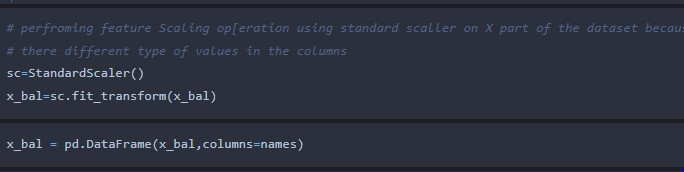 # perfroming feature Scaling op[eration using standard scaller on X part of the dataset
# there different type of values in the columns
sc=StandardScaler()
x_bal=sc.fit_transform(x_bal)
x_bal = pd.DataFrame(x_bal,columns=names)